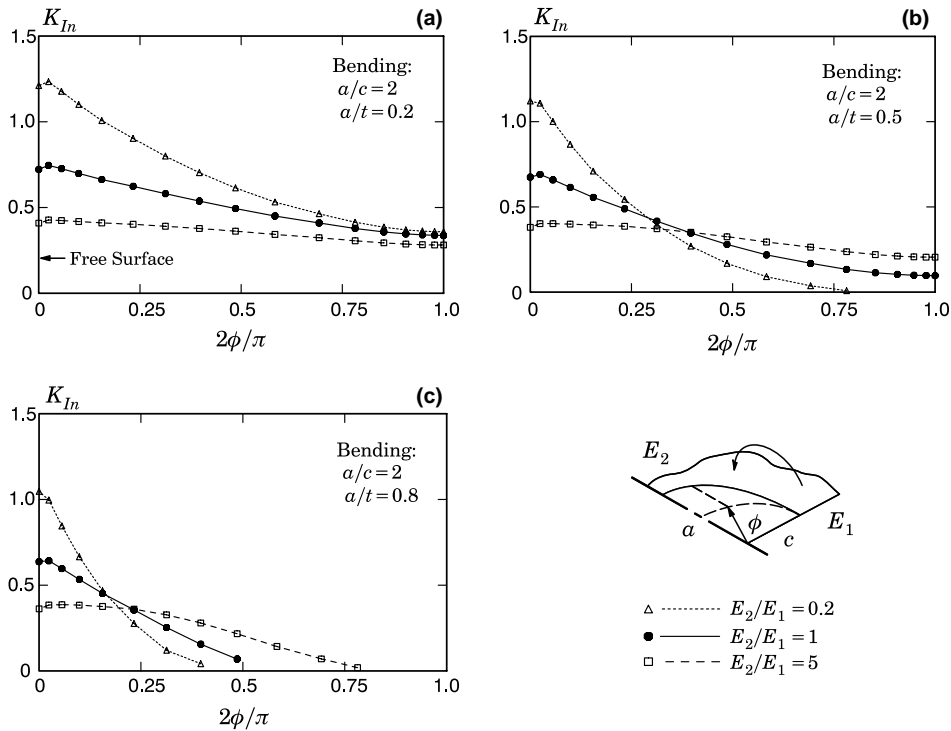 K_In
(a)
1.5
1.0
0.5
0
Bending:
a/c = 2
a/t = 0.2
Free Surface
0 0.25 0.5 0.75 1.0
2φ/π
K_In
(b)
1.5
1.0
0.5
0
Bending:
a/c = 2
a/t = 0.5
0 0.25 0.5 0.75 1.0
2φ/π
K_In
(c)
1.5
1.0
0.5
0
Bending:
a/c = 2
a/t = 0.8
0 0.25 0.5 0.75 1.0
2φ/π
E_2
E_1
a
φ
c
E_2/E_1 = 0.2
E_2/E_1 = 1
E_2/E_1 = 5